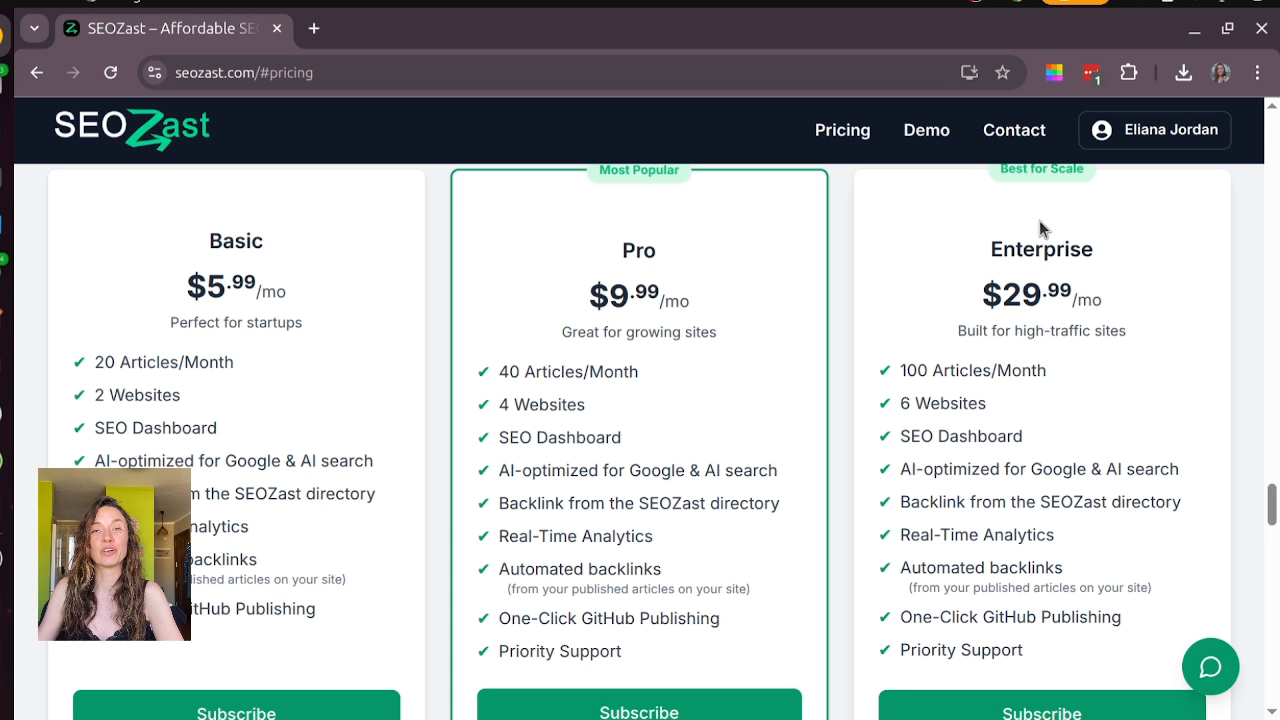 SEOZast – Affordable SE
seozast.com/#pricing
1
SEOZast
Pricing
Demo
Contact
Eliana Jordan
Basic
$5.99/mo
Perfect for startups
✔ 20 Articles/Month
✔ 2 Websites
✔ SEO Dashboard
✔ AI-optimized for Google & AI search
m the SEOZast directory
nalytics
backlinks
lished articles on your site)
itHub Publishing
Subscribe
Most Popular
Pro
$9.99/mo
Great for growing sites
✔ 40 Articles/Month
✔ 4 Websites
✔ SEO Dashboard
✔ AI-optimized for Google & AI search
✔ Backlink from the SEOZast directory
✔ Real-Time Analytics
✔ Automated backlinks
(from your published articles on your site)
✔ One-Click GitHub Publishing
✔ Priority Support
Subscribe
Best for Scale
Enterprise
$29.99/mo
Built for high-traffic sites
✔ 100 Articles/Month
✔ 6 Websites
✔ SEO Dashboard
✔ AI-optimized for Google & AI search
✔ Backlink from the SEOZast directory
✔ Real-Time Analytics
✔ Automated backlinks
(from your published articles on your site)
✔ One-Click GitHub Publishing
✔ Priority Support
Subscribe